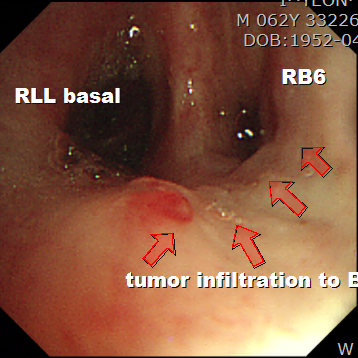 M 062Y 33226
DOB:1952-04
RB6
RLL basal
tumor infiltration to B
W